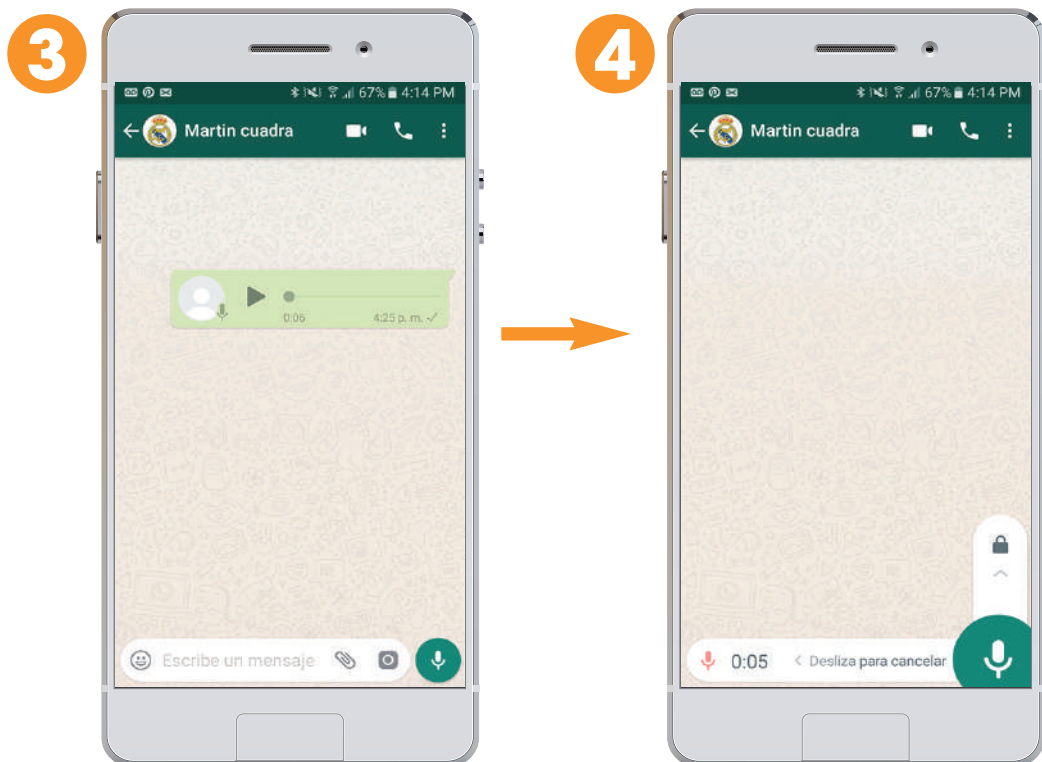 3
4:14 PM
67%
Martin cuadra
0:06
4:25 p. m.
Escribe un mensaje
4
67%
4:14 PM
Martin cuadra
0:05
< Desliza para cancelar